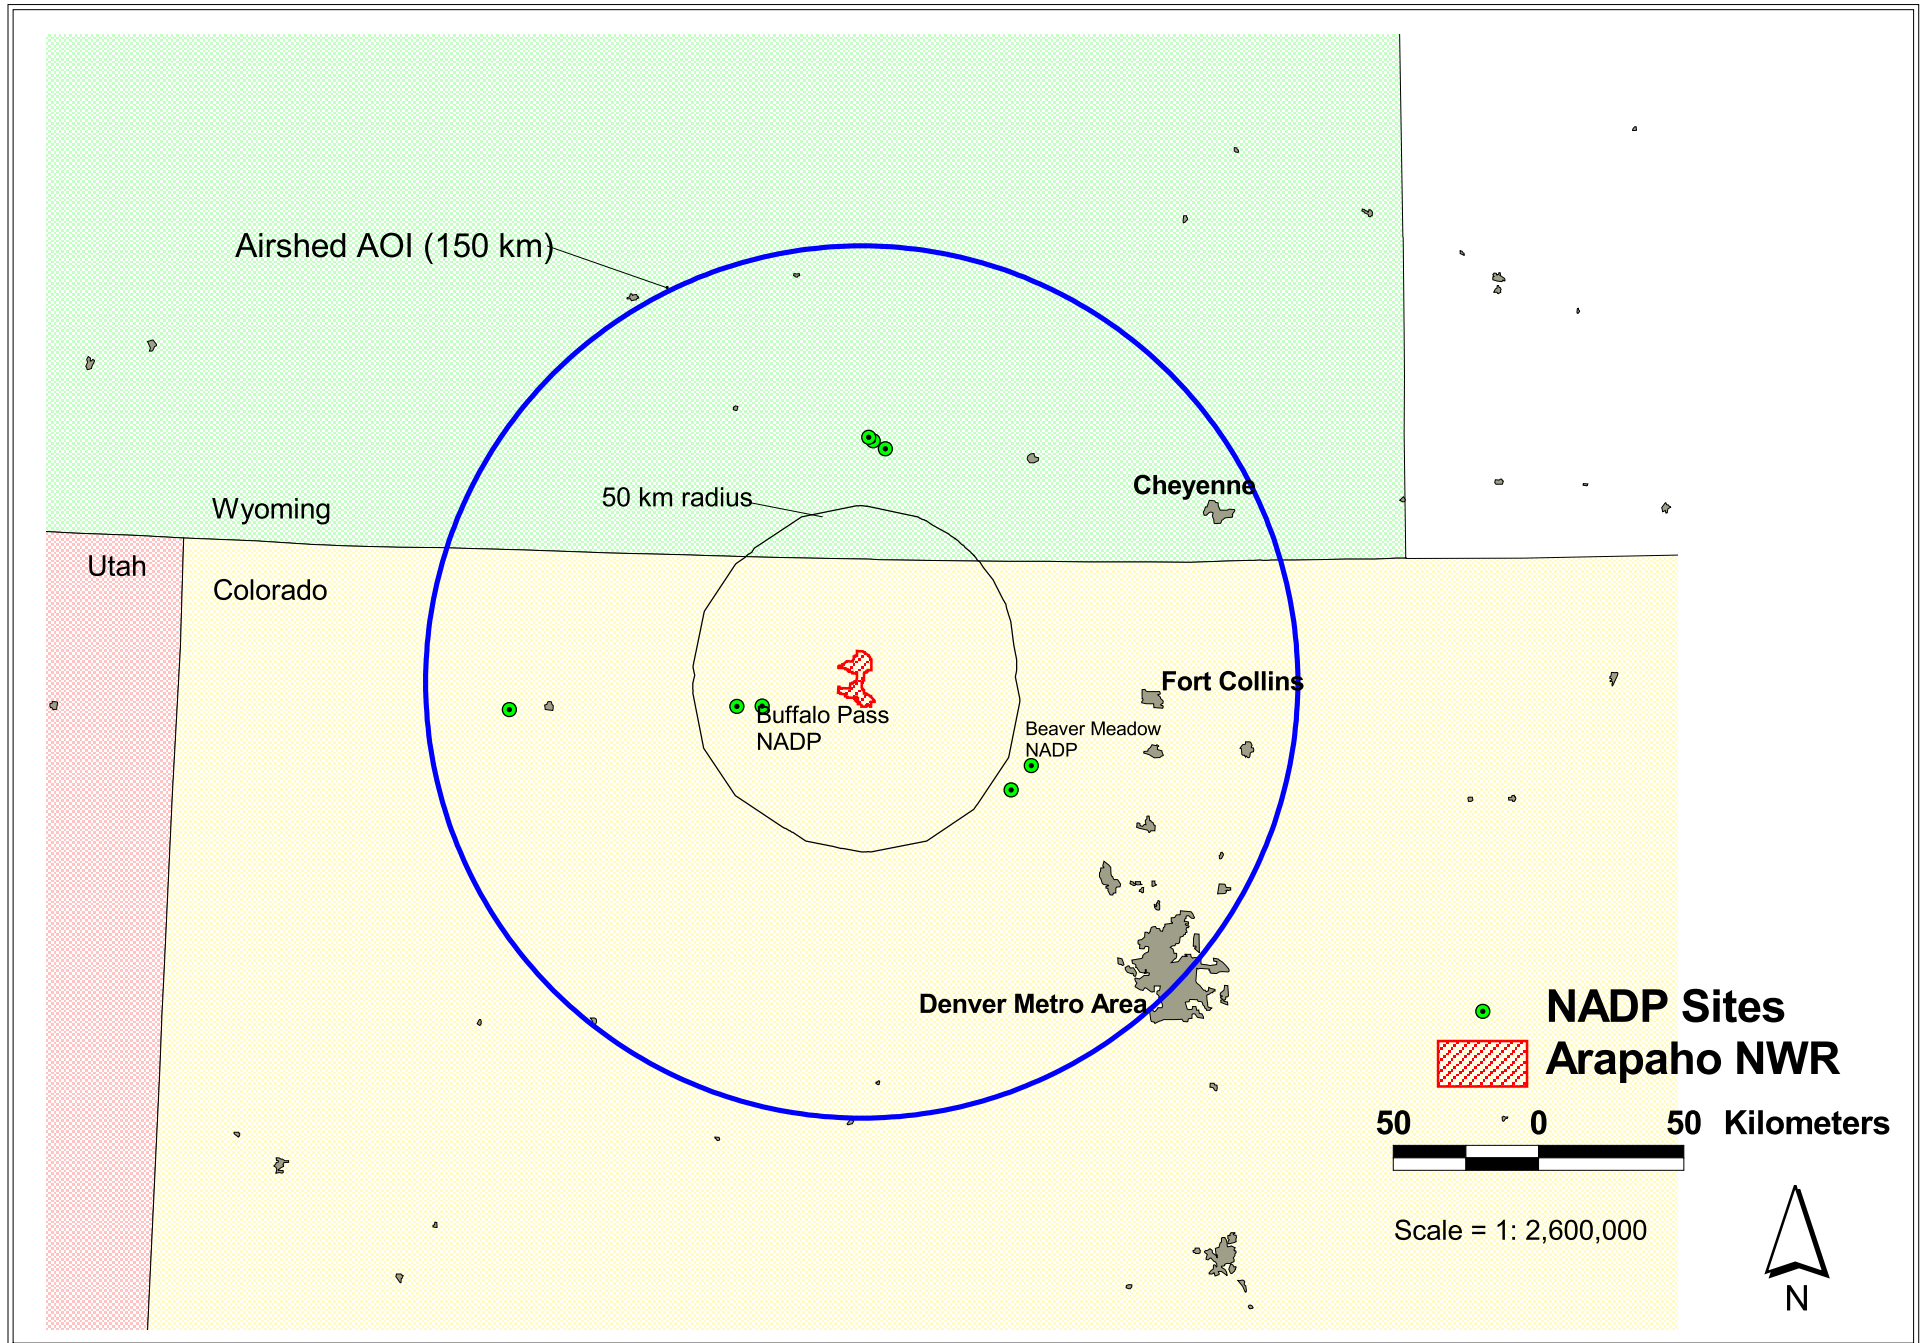 Airshed AOI (150 km)
Cheyenne
50 km radius
Wyoming
Utah
Colorado
Fort Collins
Buffalo Pass
NADP
Beaver Meadow
NADP
Denver Metro Area
NADP Sites
Arapaho NWR
50 0 50 Kilometers
Scale = 1: 2,600,000
N